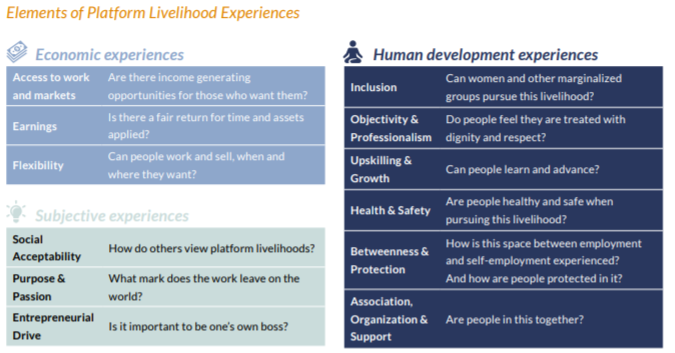 Elements of Platform Livelihood Experiences
Economic experiences
Access to work Are there income generating
and markets opportunities for those who want them?
Earnings Is there a fair return for time and assets
applied?
Flexibility Can people work and sell, when and
where they want?
Subjective experiences
Social
Acceptability How do others view platform livelihoods?
Purpose & What mark does the work leave on the
Passion world?
Entrepreneurial
Drive Is it important to be one's own boss?
Human development experiences
Inclusion Can women and other marginalized
groups pursue this livelihood?
Objectivity & Do people feel they are treated with
Professionalism dignity and respect?
Upskilling &
Growth Can people learn and advance?
Health & Safety Are people healthy and safe when
pursuing this livelihood?
Betweenness & How is this space between employment
Protection and self-employment experienced?
And how are people protected in it?
Association,
Organization & Are people in this together?
Support